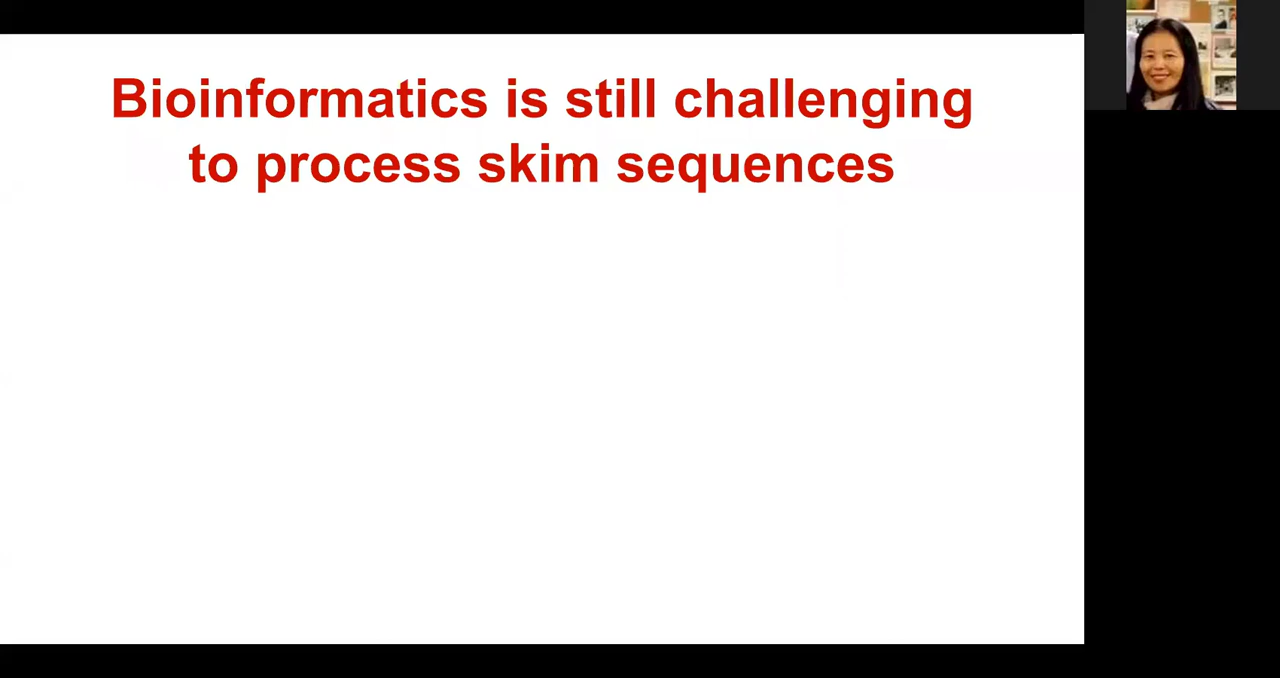 Bioinformatics is still challenging
to process skim sequences